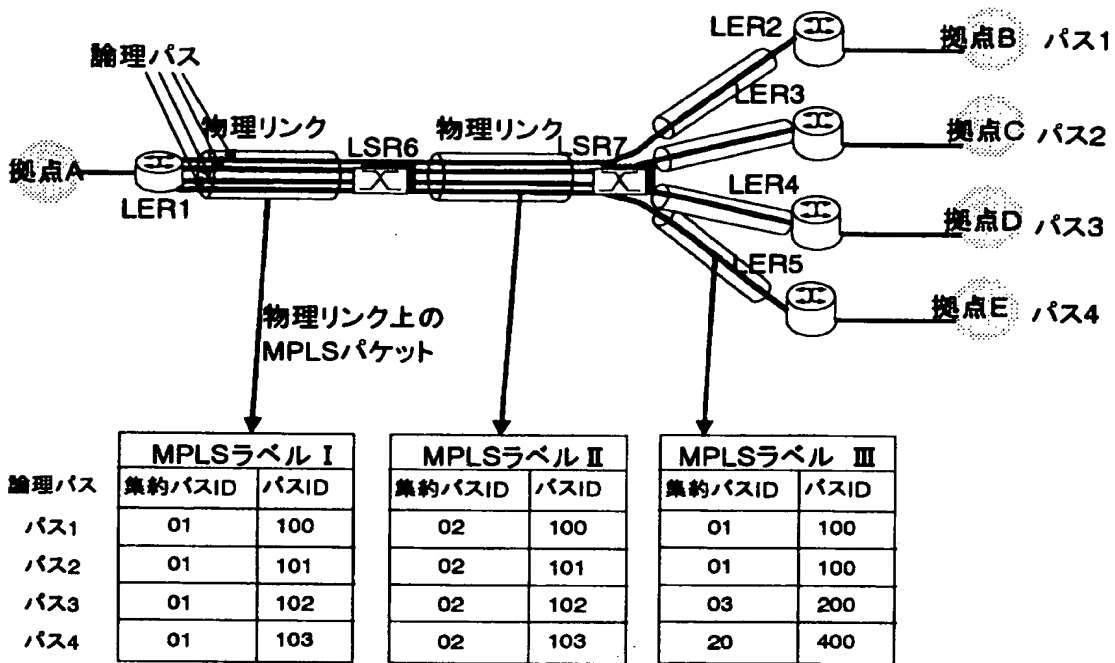 論理パス
物理リンク
物理リンク
LSR6
LSR7
LER2
LER3
LER4
LER5
拠点A
LER1
拠点B パス1
拠点C パス2
拠点D パス3
拠点E パス4
物理リンク上の
MPLSパケット
MPLSラベル Ⅰ
MPLSラベル Ⅱ
MPLSラベル Ⅲ
論理パス 集約パスID パスID 集約パスID パスID 集約パスID パスID
パス1 01 100 02 100 01 100
パス2 01 101 02 101 01 100
パス3 01 102 02 102 03 200
パス4 01 103 02 103 20 400